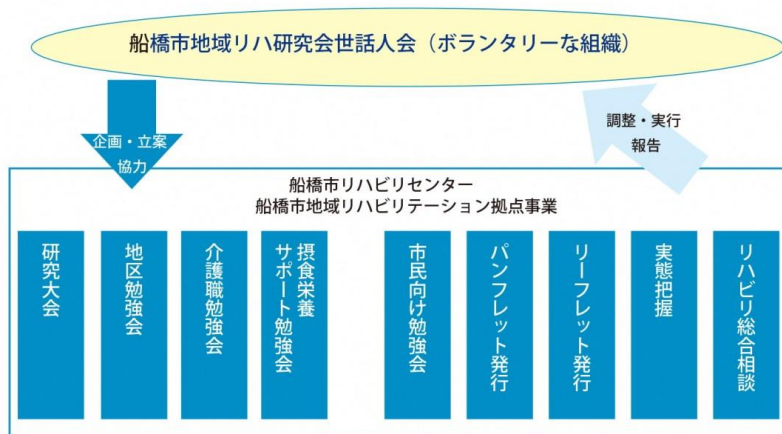 船橋市地域リハ研究会世話人会（ボランタリーな組織）
企画・立案
協力
調整・実行
報告
船橋市リハビリセンター
船橋市地域リハビリテーション拠点事業
研究大会
地区勉強会
介護職勉強会
摂食栄養
サポート勉強会
市民向け勉強会
パンフレット発行
リーフレット発行
実態把握
リハビリ総合相談